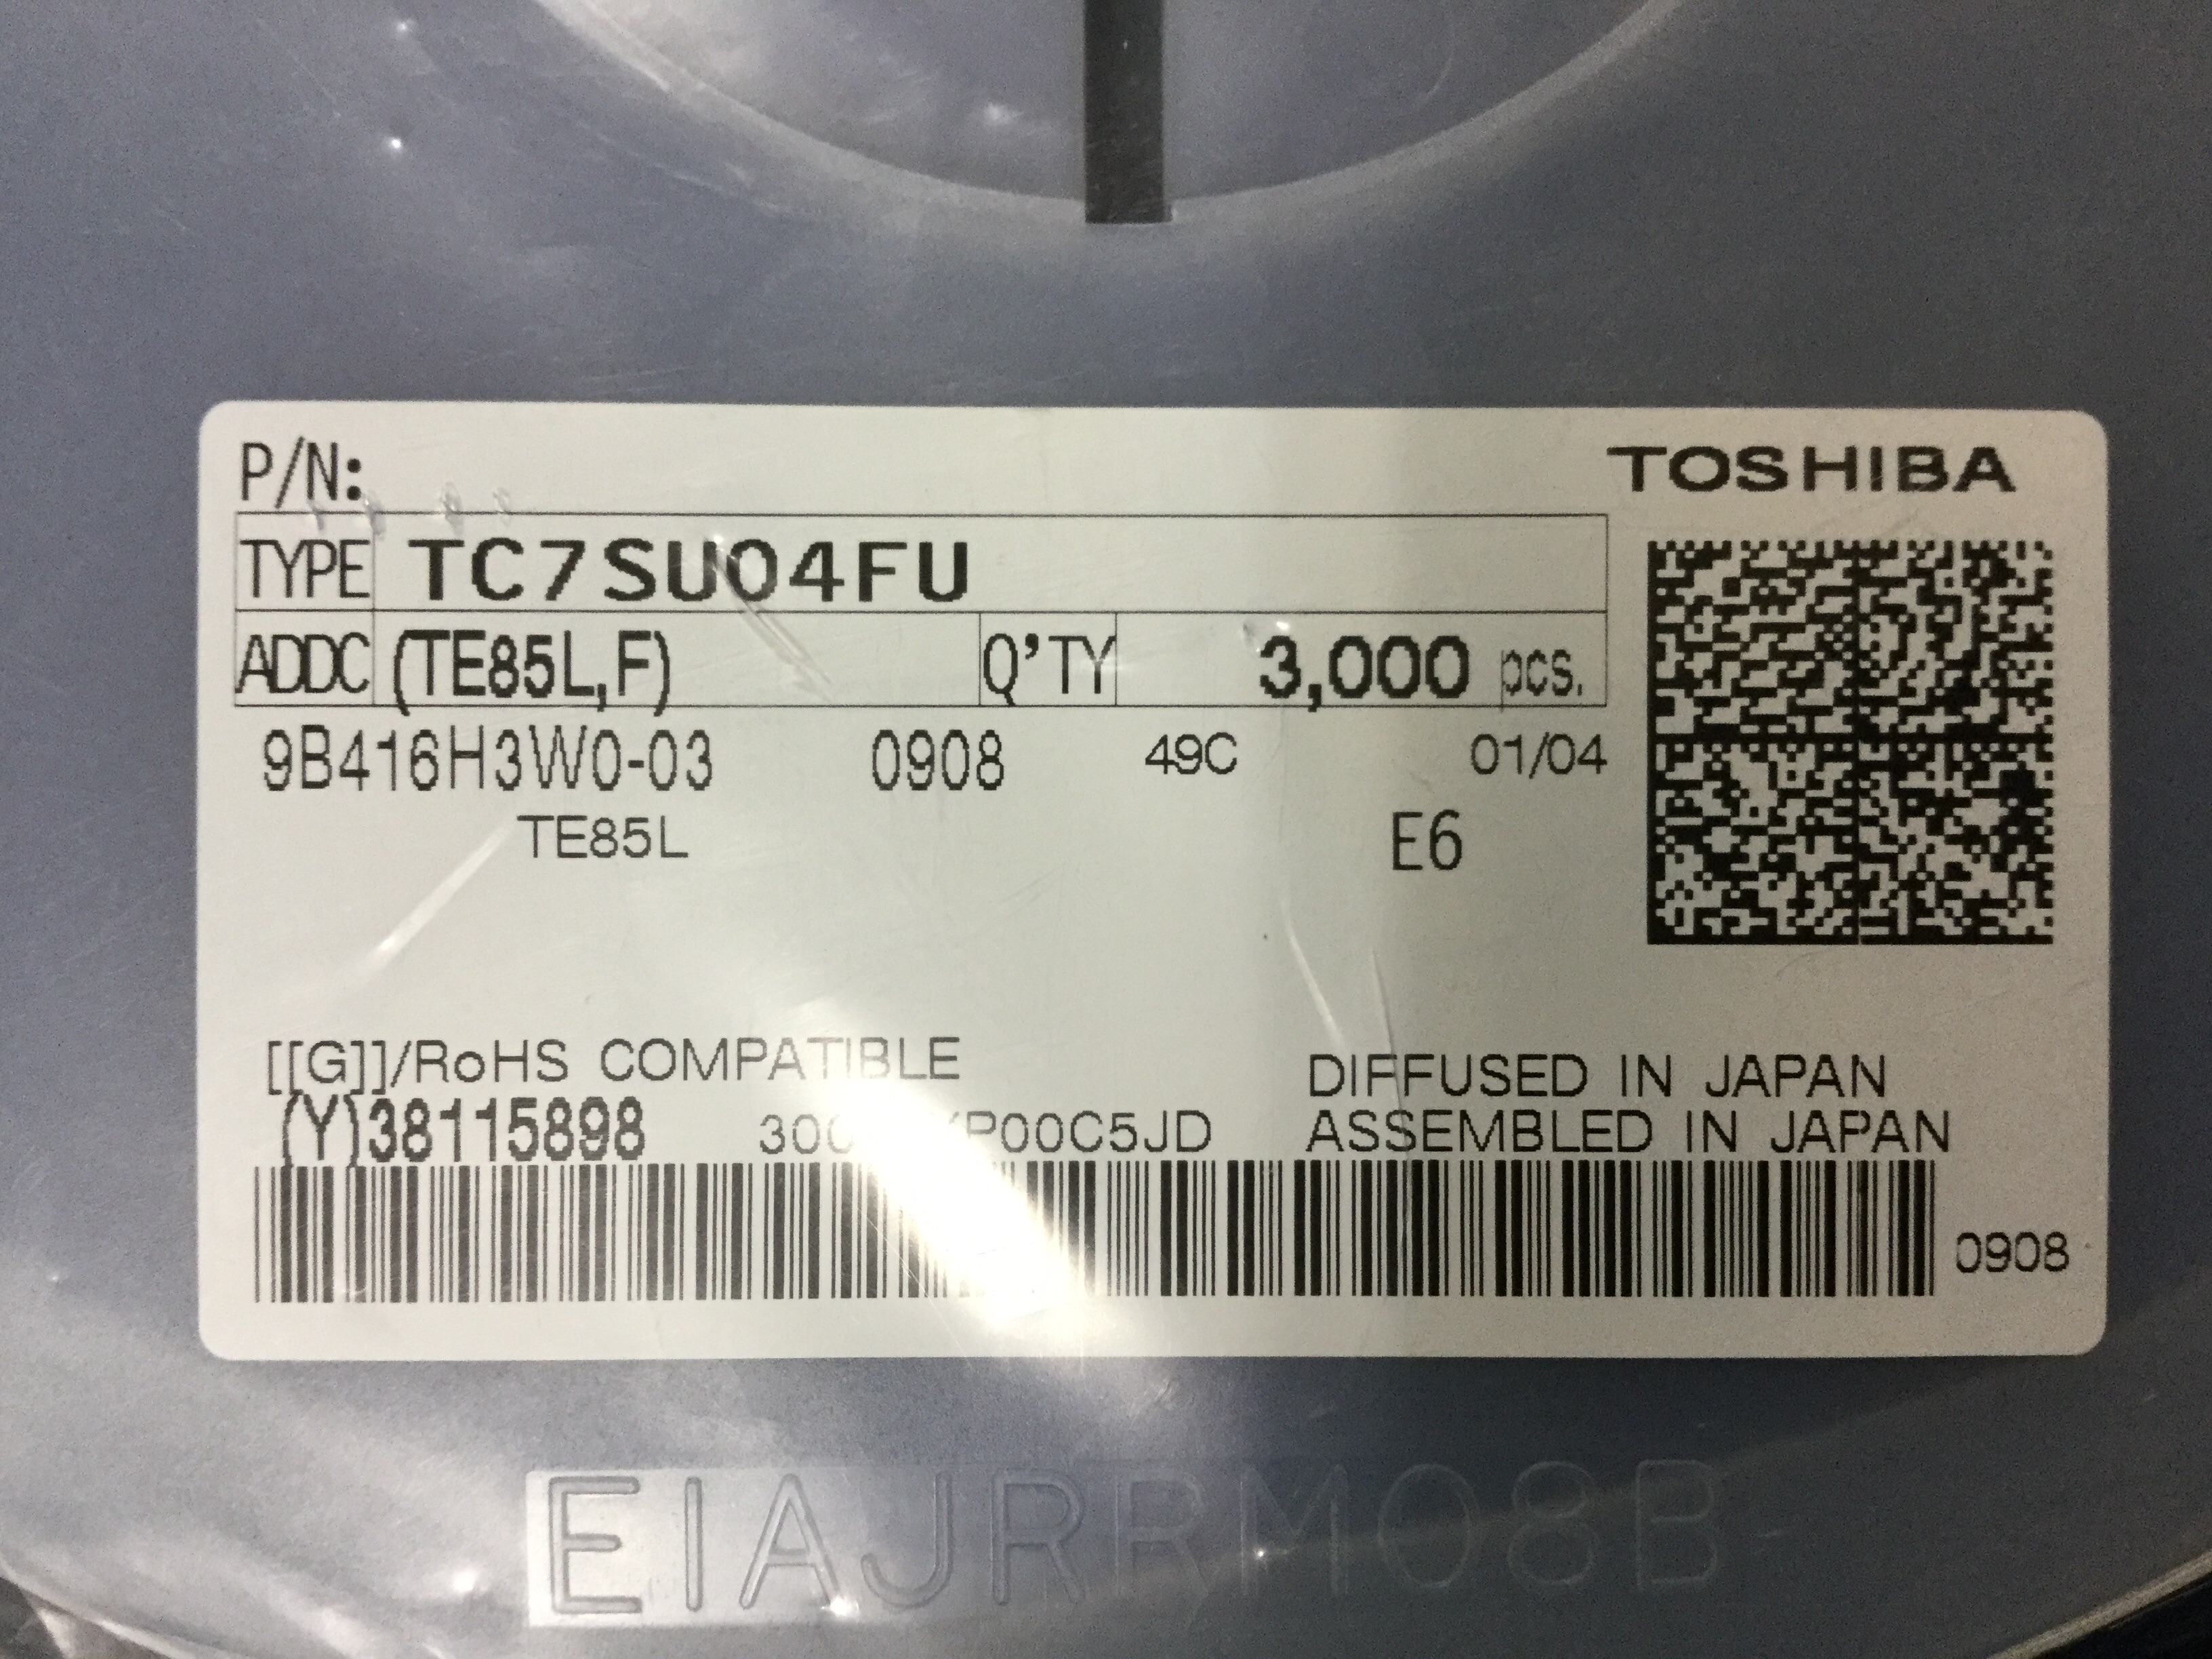 P/N:
TOSHIBA
TYPE TC7SU04FU
ADDC (TE85L,F) Q'TY 3,000 pcs.
9B416H3W0-03 0908 49C 01/04
TE85L E6
[[G]]/RoHS COMPATIBLE
DIFFUSED IN JAPAN
(Y)38115898
ASSEMBLED IN JAPAN
0908
EIAJRRM08B